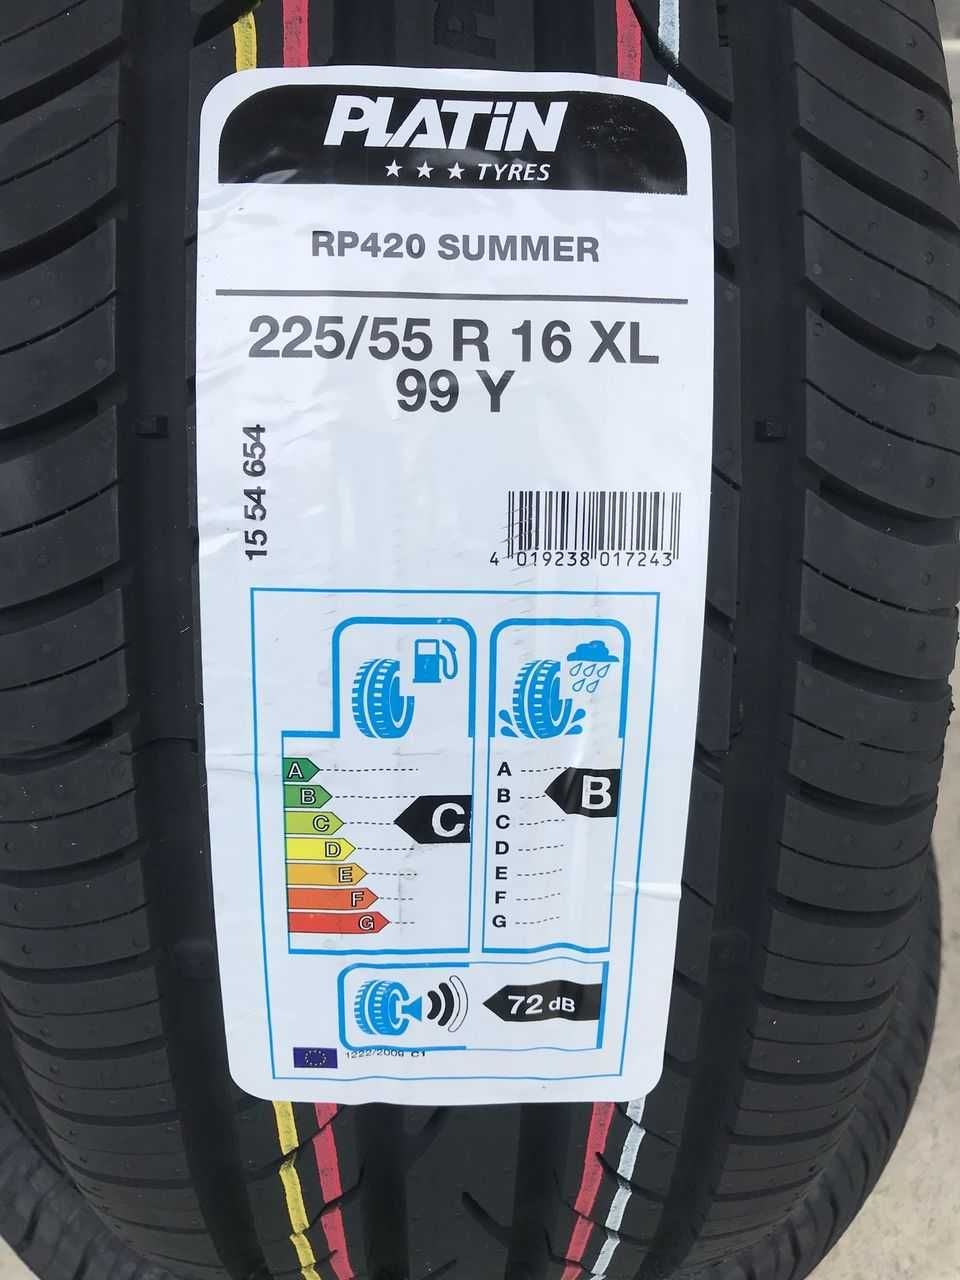 PLATiN
★ ★ ★ TYRES
RP420 SUMMER
225/55 R 16 XL
99 Y
15 54 654
4 019238 017243
A
B
C
D
E
F
G
C
A
B
C
D
E
F
G
B
72 dB
1222/2009 C1